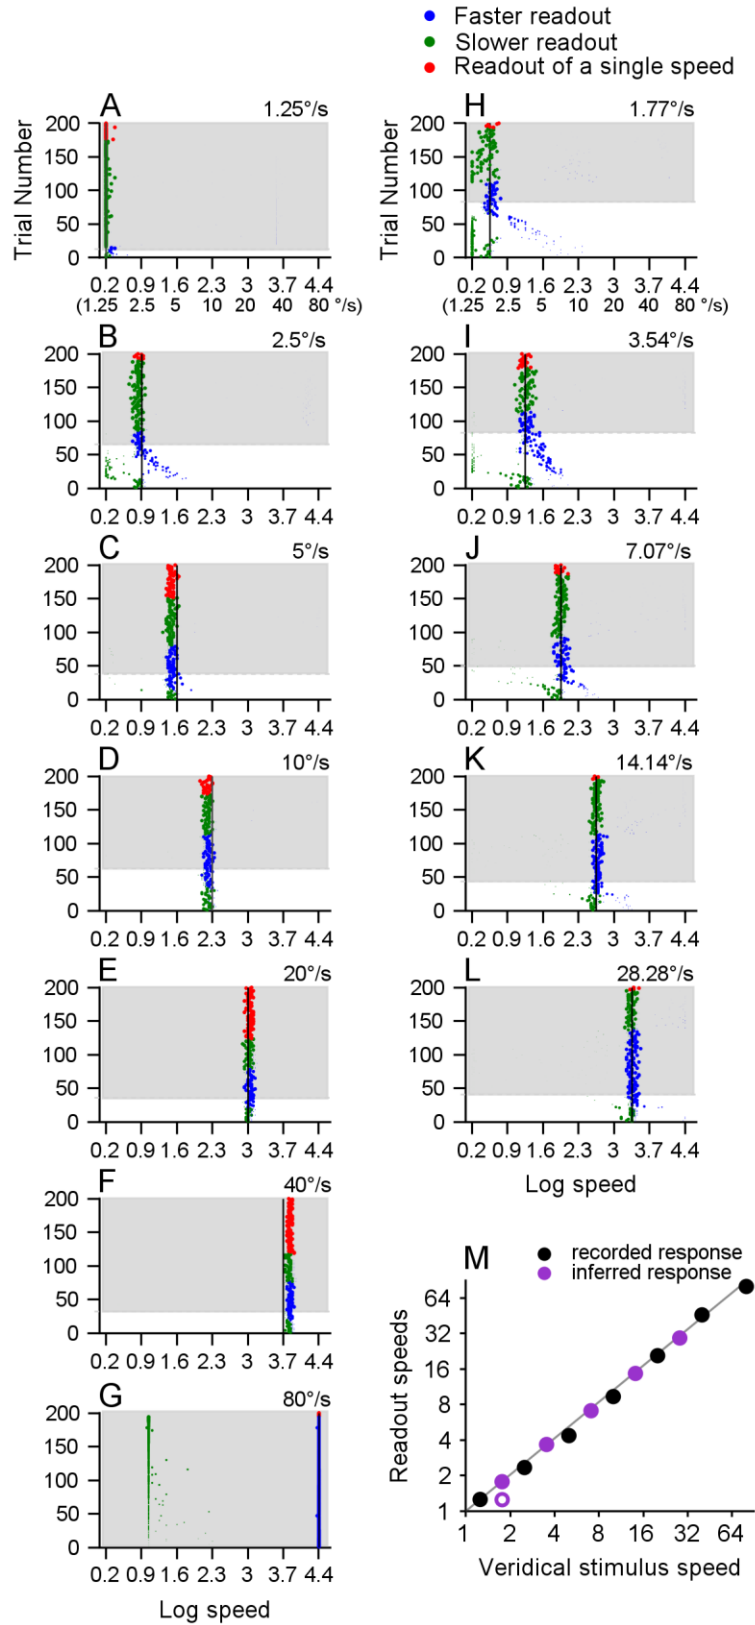 Faster readout
Slower readout
Readout of a single speed
A 1.25°/s
Trial Number
200
150
100
50
0
0.2 0.9 1.6 2.3 3 3.7 4.4
(1.25 2.5 5 10 20 40 80 °/s)
H 1.77°/s
Trial Number
200
150
100
50
0
0.2 0.9 1.6 2.3 3 3.7 4.4
(1.25 2.5 5 10 20 40 80 °/s)
B 2.5°/s
200
150
100
50
0
0.2 0.9 1.6 2.3 3 3.7 4.4
I 3.54°/s
200
150
100
50
0
0.2 0.9 1.6 2.3 3 3.7 4.4
C 5°/s
200
150
100
50
0
0.2 0.9 1.6 2.3 3 3.7 4.4
J 7.07°/s
200
150
100
50
0
0.2 0.9 1.6 2.3 3 3.7 4.4
D 10°/s
200
150
100
50
0
0.2 0.9 1.6 2.3 3 3.7 4.4
K 14.14°/s
200
150
100
50
0
0.2 0.9 1.6 2.3 3 3.7 4.4
E 20°/s
200
150
100
50
0
0.2 0.9 1.6 2.3 3 3.7 4.4
L 28.28°/s
200
150
100
50
0
0.2 0.9 1.6 2.3 3 3.7 4.4
Log speed
F 40°/s
200
150
100
50
0
0.2 0.9 1.6 2.3 3 3.7 4.4
G 80°/s
200
150
100
50
0
0.2 0.9 1.6 2.3 3 3.7 4.4
Log speed
M
recorded response
inferred response
Readout speeds
64
32
16
8
4
2
1
1 2 4 8 16 32 64
Veridical stimulus speed